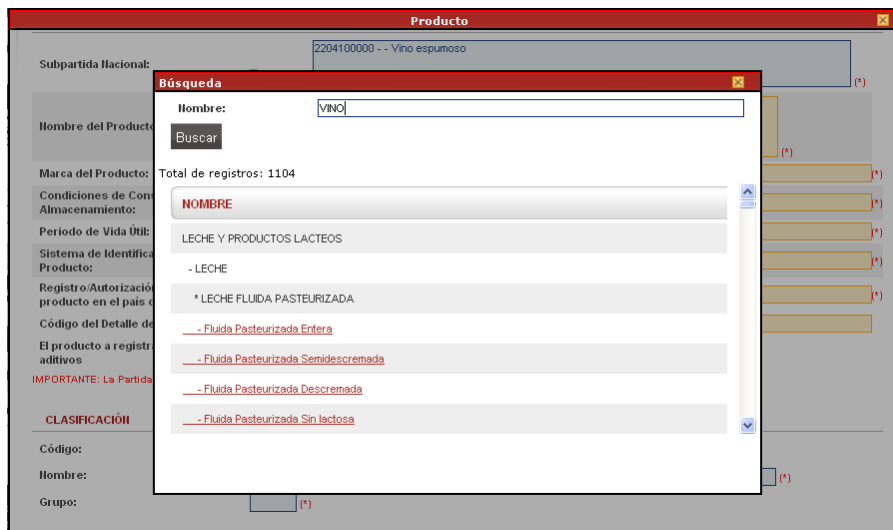 Producto
2204100000 - - Vino espumoso
Subpartida Nacional:
(*)
Búsqueda
Nombre:
VINO
Nombre del Producto
Buscar
(*)
Marca del Producto:
(*)
Total de registros: 1104
Condiciones de Cons
Almacenamiento:
(*)
NOMBRE
Periodo de Vida Útil:
(*)
LECHE Y PRODUCTOS LACTEOS
Sistema de Identifica
Producto:
(*)
- LECHE
Registro/Autorización
producto en el país
(*)
* LECHE FLUIDA PASTEURIZADA
Código del Detalle de
- Fluida Pasteurizada Entera
El producto a registra
aditivos
- Fluida Pasteurizada Semidescremada
IMPORTANTE: La Partida
- Fluida Pasteurizada Descremada
CLASIFICACIÓN
- Fluida Pasteurizada Sin lactosa
Código:
Nombre:
(*)
Grupo:
(*)